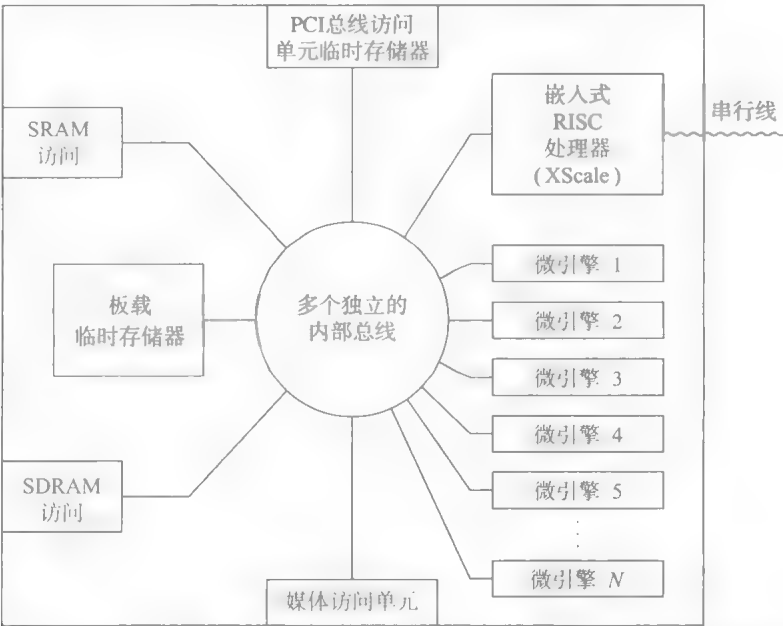 PCI总线访问
单元临时存储器
SRAM
访问
嵌入式
RISC
处理器
(XScale)
串行线
板载
临时存储器
多个独立的
内部总线
微引擎 1
微引擎 2
微引擎 3
微引擎 4
微引擎 5
微引擎 N
SDRAM
访问
媒体访问单元